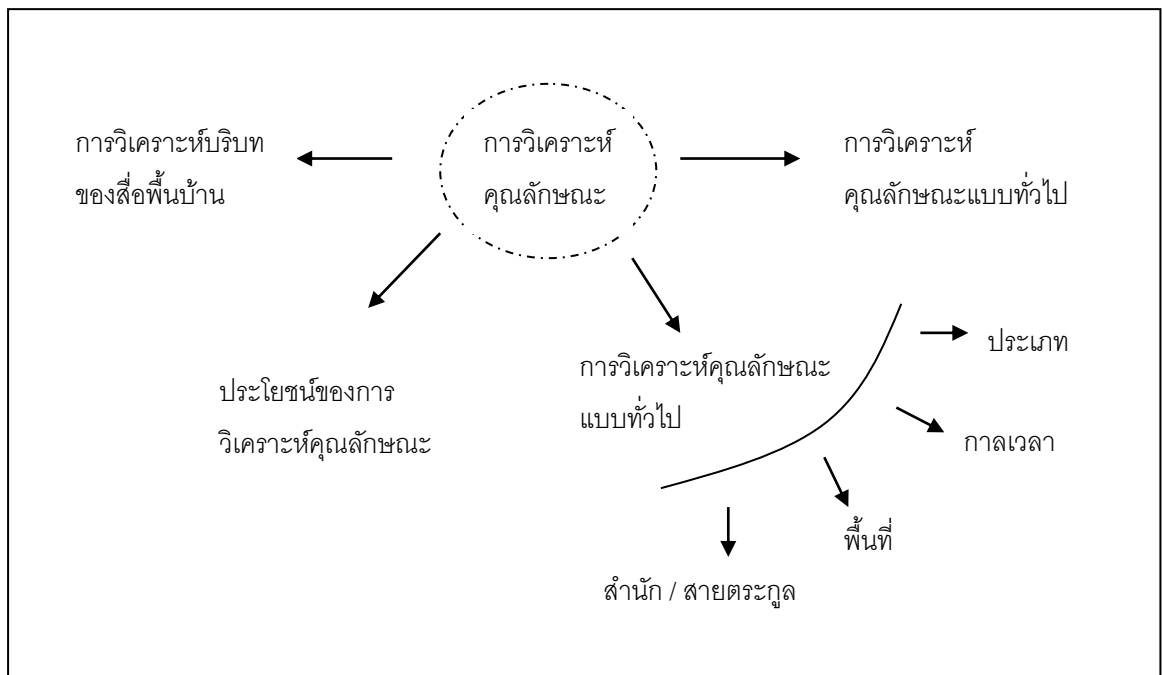 การวิเคราะห์บริบท
ของสื่อพื้นบ้าน
การวิเคราะห์
คุณลักษณะ
การวิเคราะห์
คุณลักษณะแบบทั่วไป
ประโยชน์ของการ
วิเคราะห์คุณลักษณะ
การวิเคราะห์คุณลักษณะ
แบบทั่วไป
ประเภท
กาลเวลา
พื้นที่
สำนัก / สายตระกูล